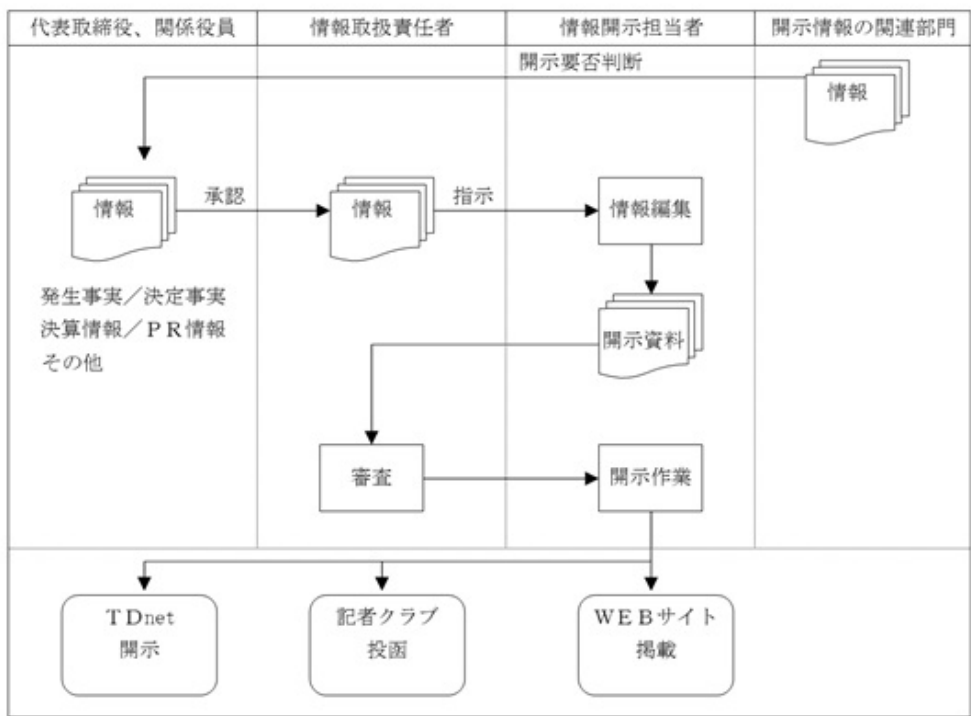 代表取締役、関係役員
情報取扱責任者
情報開示担当者
開示情報の関連部門
開示要否判断
情報
情報
承認
情報
指示
情報編集
発生事実／決定事実
決算情報／ＰＲ情報
その他
開示資料
審査
開示作業
ＴＤnet
開示
記者クラブ
投函
ＷＥＢサイト
掲載